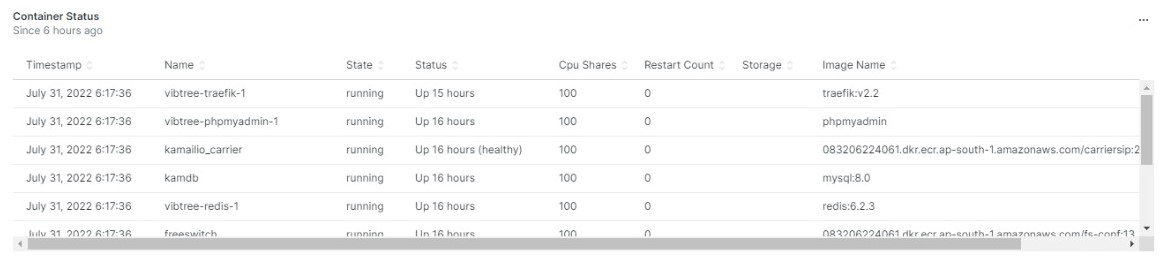 Container Status
Since 6 hours ago
...
Timestamp Name State Status Cpu Shares Restart Count Storage Image Name
July 31, 2022 6:17:36 vibtree-traefik-1 running Up 15 hours 100 0 traefik:v2.2
July 31, 2022 6:17:36 vibtree-phpmyadmin-1 running Up 16 hours 100 0 phpmyadmin
July 31, 2022 6:17:36 kamailio_carrier running Up 16 hours (healthy) 100 0 083206224061.dkr.ecr.ap-south-1.amazonaws.com/carriersip:2
July 31, 2022 6:17:36 kamdb running Up 16 hours 100 0 mysql:8.0
July 31, 2022 6:17:36 vibtree-redis-1 running Up 16 hours 100 0 redis:6.2.3
July 31, 2022 6:17:36 freeswitch running Up 16 hours 100 0 083206224061.dkr.ecr.ap-south-1.amazonaws.com/fs-conf:13